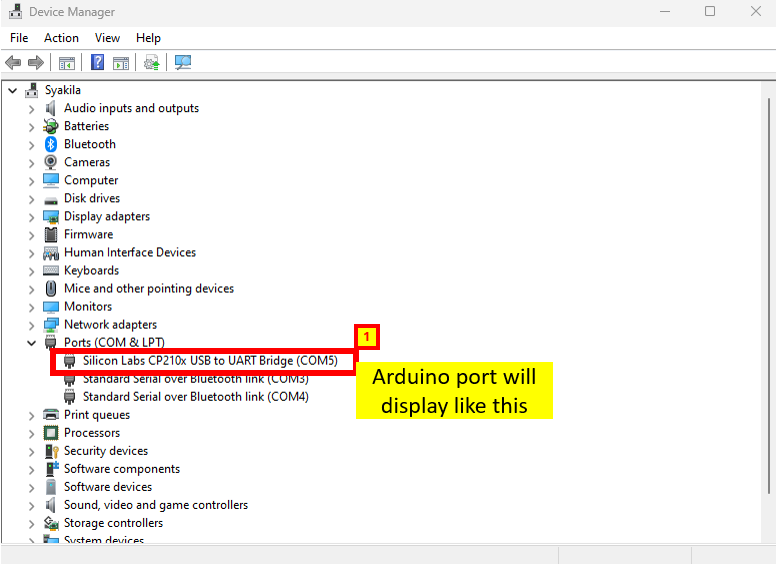 Device Manager
File Action View Help
Syakila
Audio inputs and outputs
Batteries
Bluetooth
Cameras
Computer
Disk drives
Display adapters
Firmware
Human Interface Devices
Keyboards
Mice and other pointing devices
Monitors
Network adapters
Ports (COM & LPT)
1
Silicon Labs CP210x USB to UART Bridge (COM5)
Standard Serial over Bluetooth link (COM3)
Arduino port will
display like this
Standard Serial over Bluetooth link (COM4)
Print queues
Processors
Security devices
Software components
Software devices
Sound, video and game controllers
Storage controllers
System devices